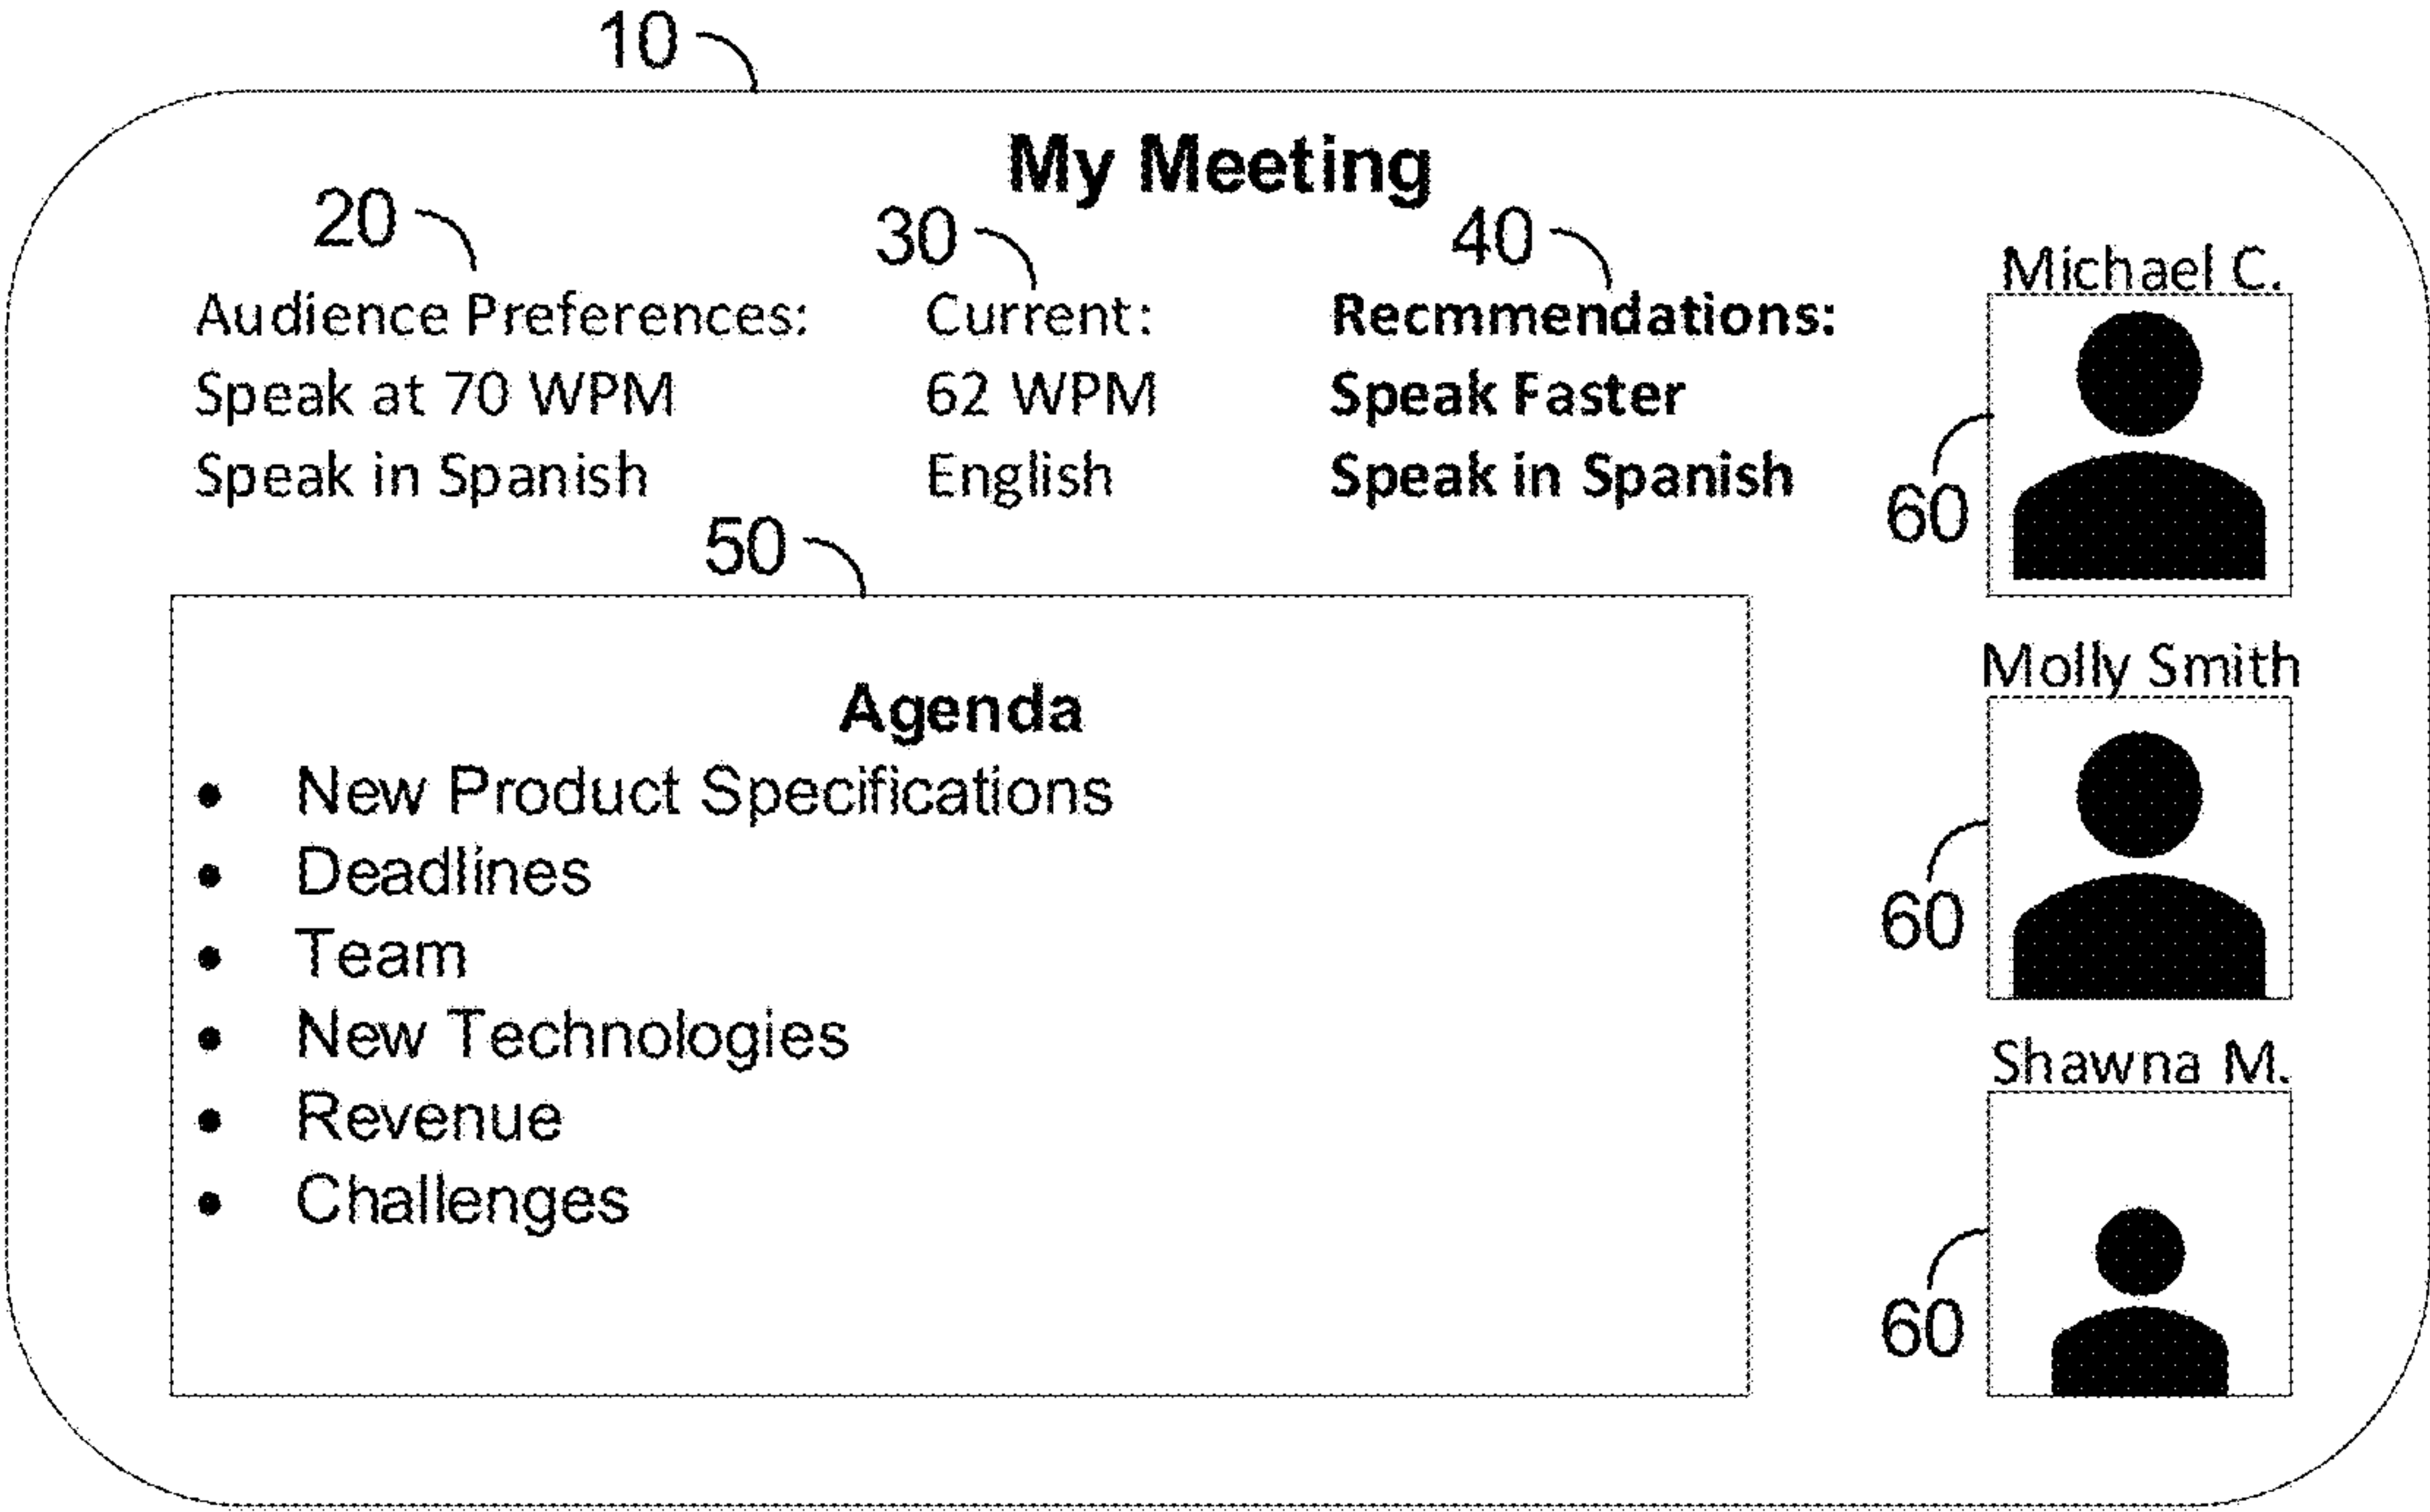 10
My Meeting
20
30
40
Audience Preferences:
Speak at 70 WPM
Speak in Spanish
Current:
62 WPM
English
Recmmendations:
Speak Faster
Speak in Spanish
Michael C.
60
50
Agenda
• New Product Specifications
• Deadlines
• Team
• New Technologies
• Revenue
• Challenges
Molly Smith
60
Shawna M.
60